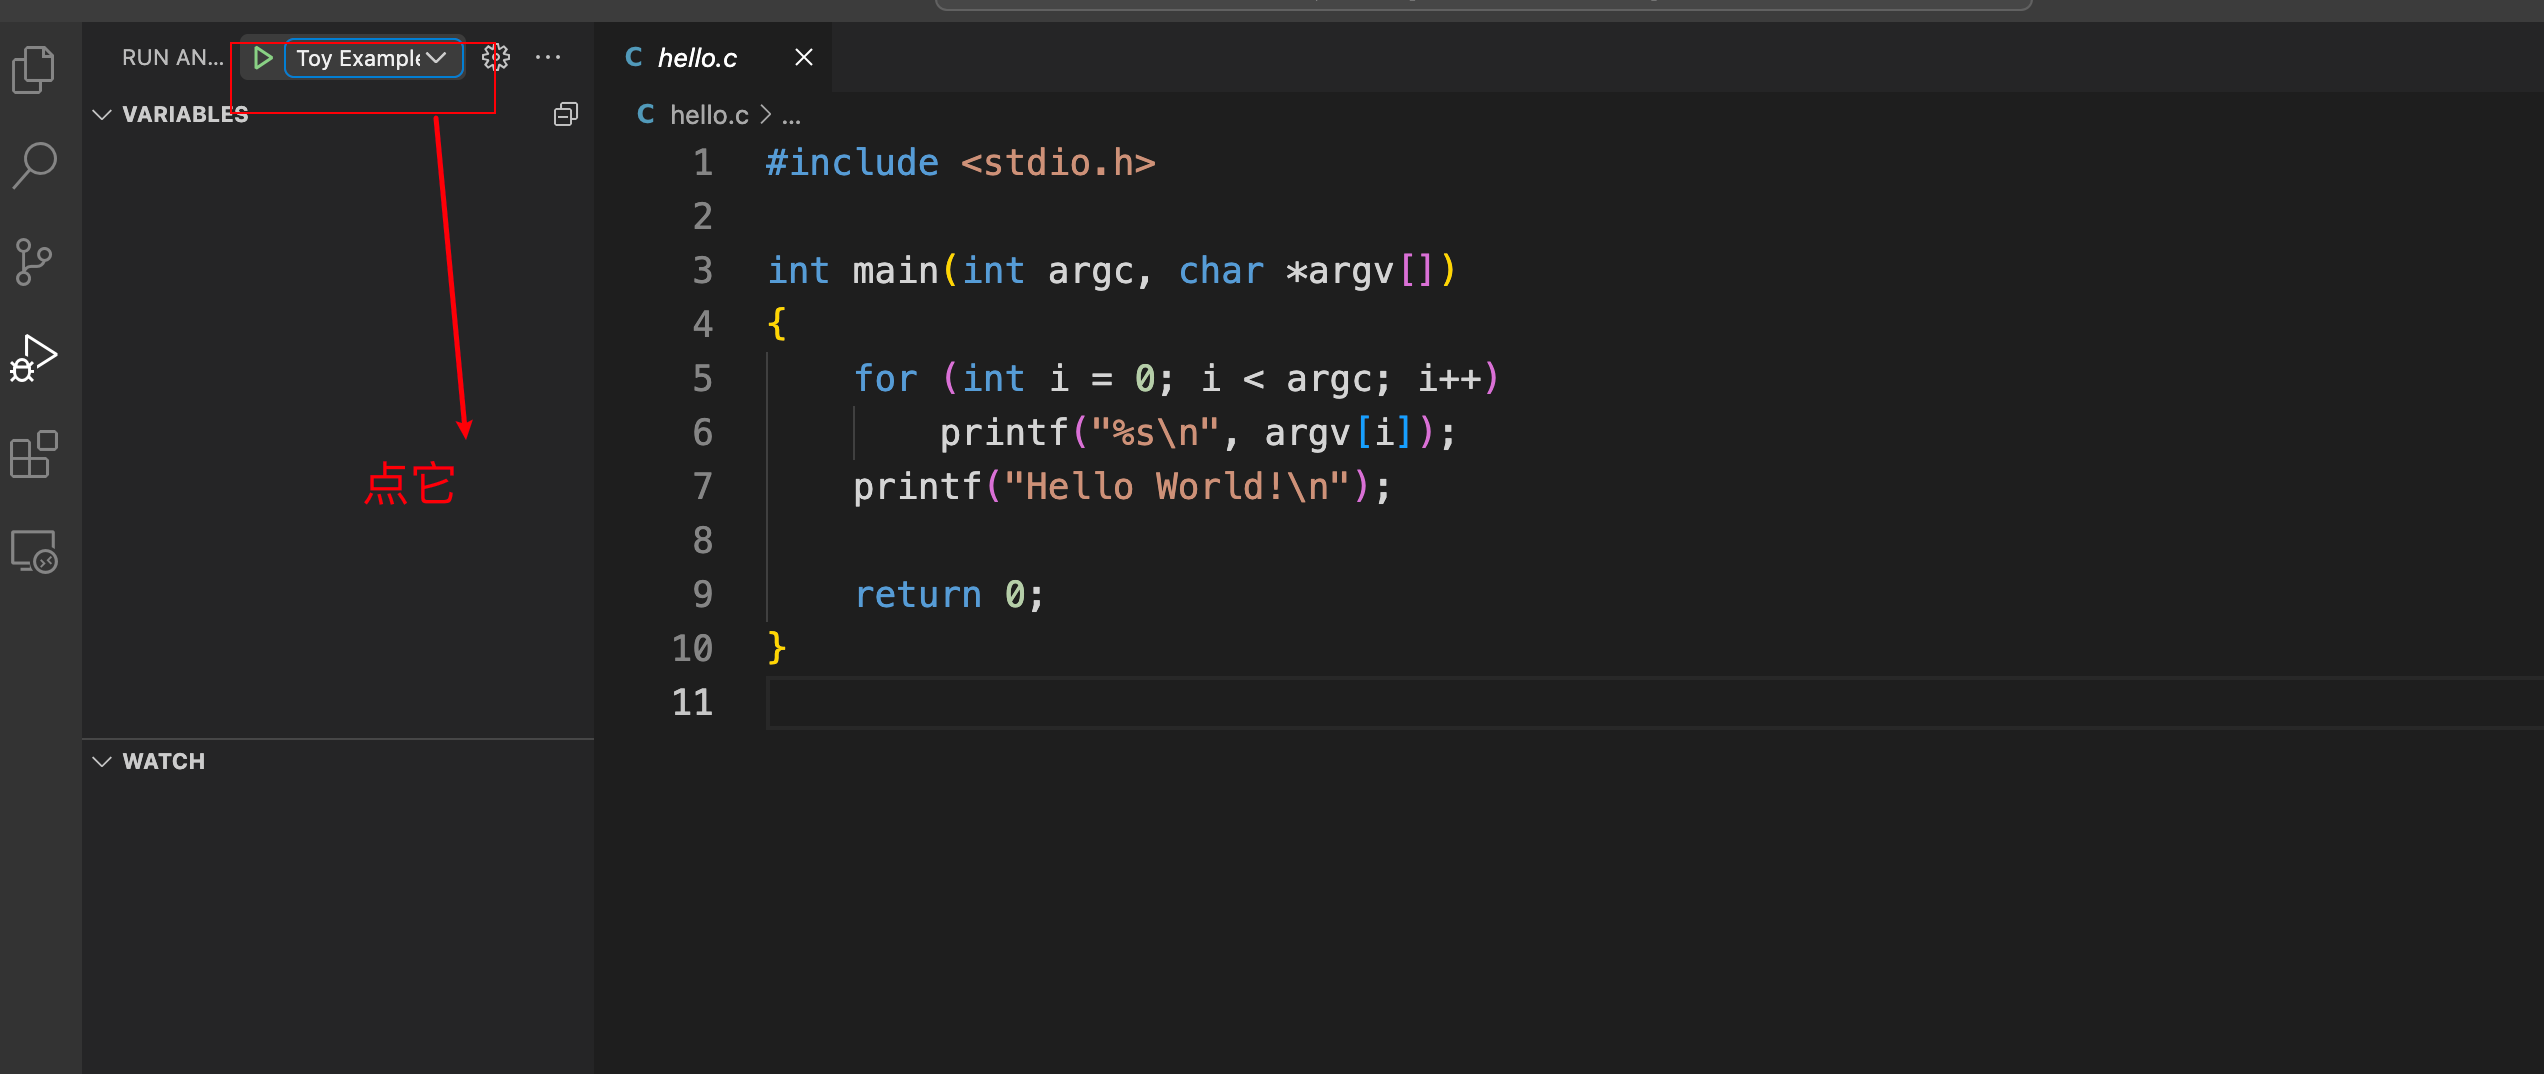 RUN AN...
Toy Example
VARIABLES
点它
WATCH
C hello.c
C hello.c > ...
1 #include <stdio.h>
2
3 int main(int argc, char *argv[])
4 {
5     for (int i = 0; i < argc; i++)
6         printf("%s\n", argv[i]);
7     printf("Hello World!\n");
8
9     return 0;
10 }
11